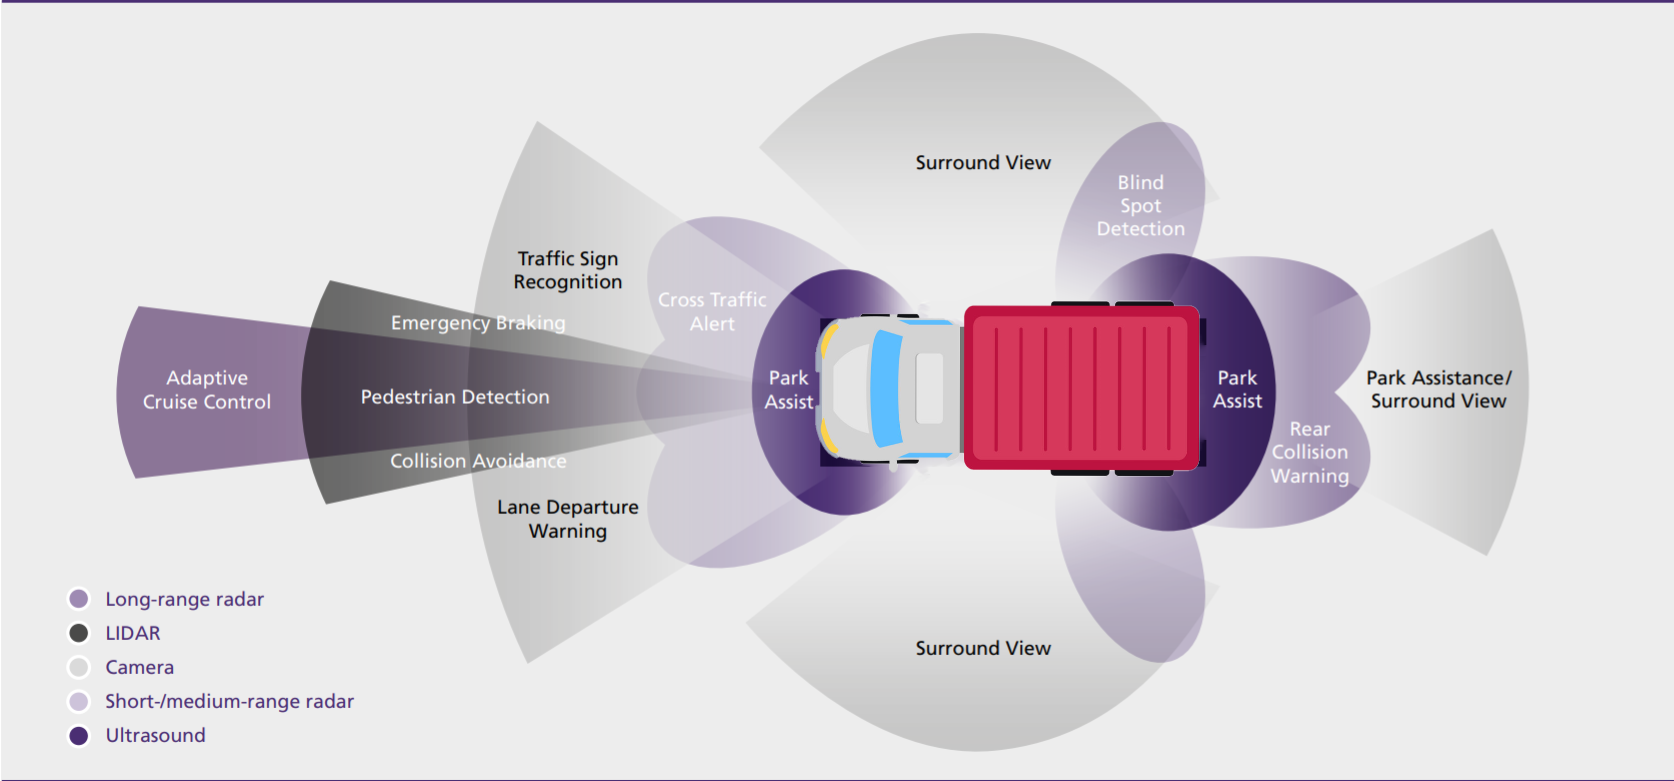 Surround View
Blind
Spot
Detection
Traffic Sign
Recognition
Cross Traffic
Alert
Emergency Braking
Adaptive
Cruise Control
Pedestrian Detection
Park
Assist
Park
Assist
Park Assistance/
Surround View
Rear
Collision
Warning
Collision Avoidance
Lane Departure
Warning
Surround View
Long-range radar
LIDAR
Camera
Short-/medium-range radar
Ultrasound